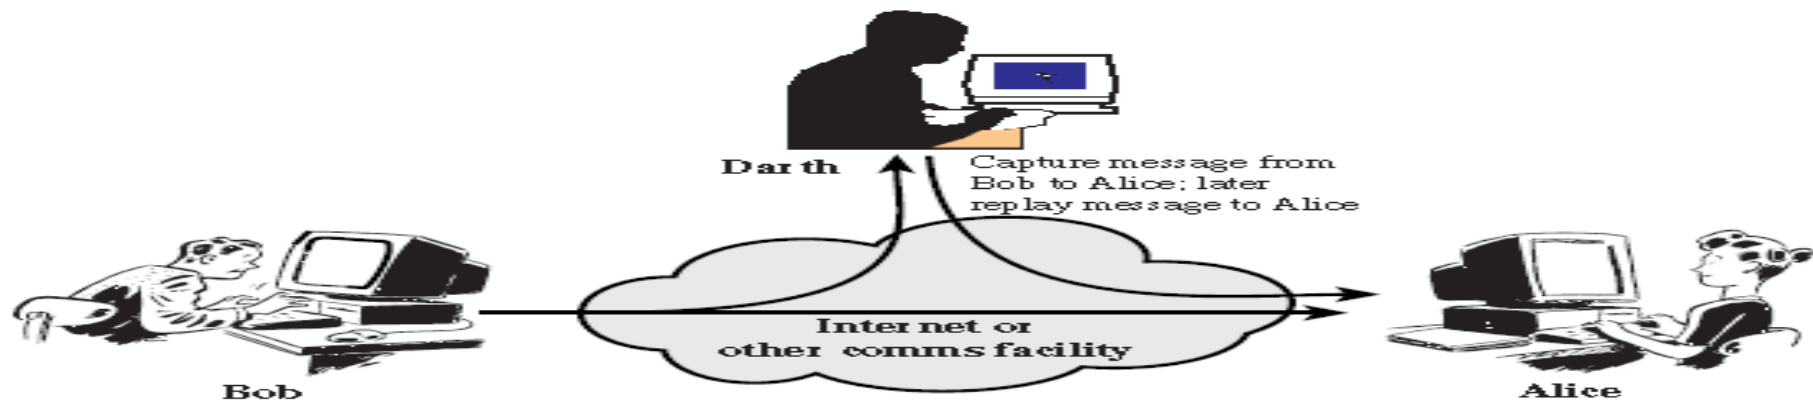 Darth
Capture message from
Bob to Alice; later
replay message to Alice
Internet or
other comms facility
Bob
Alice